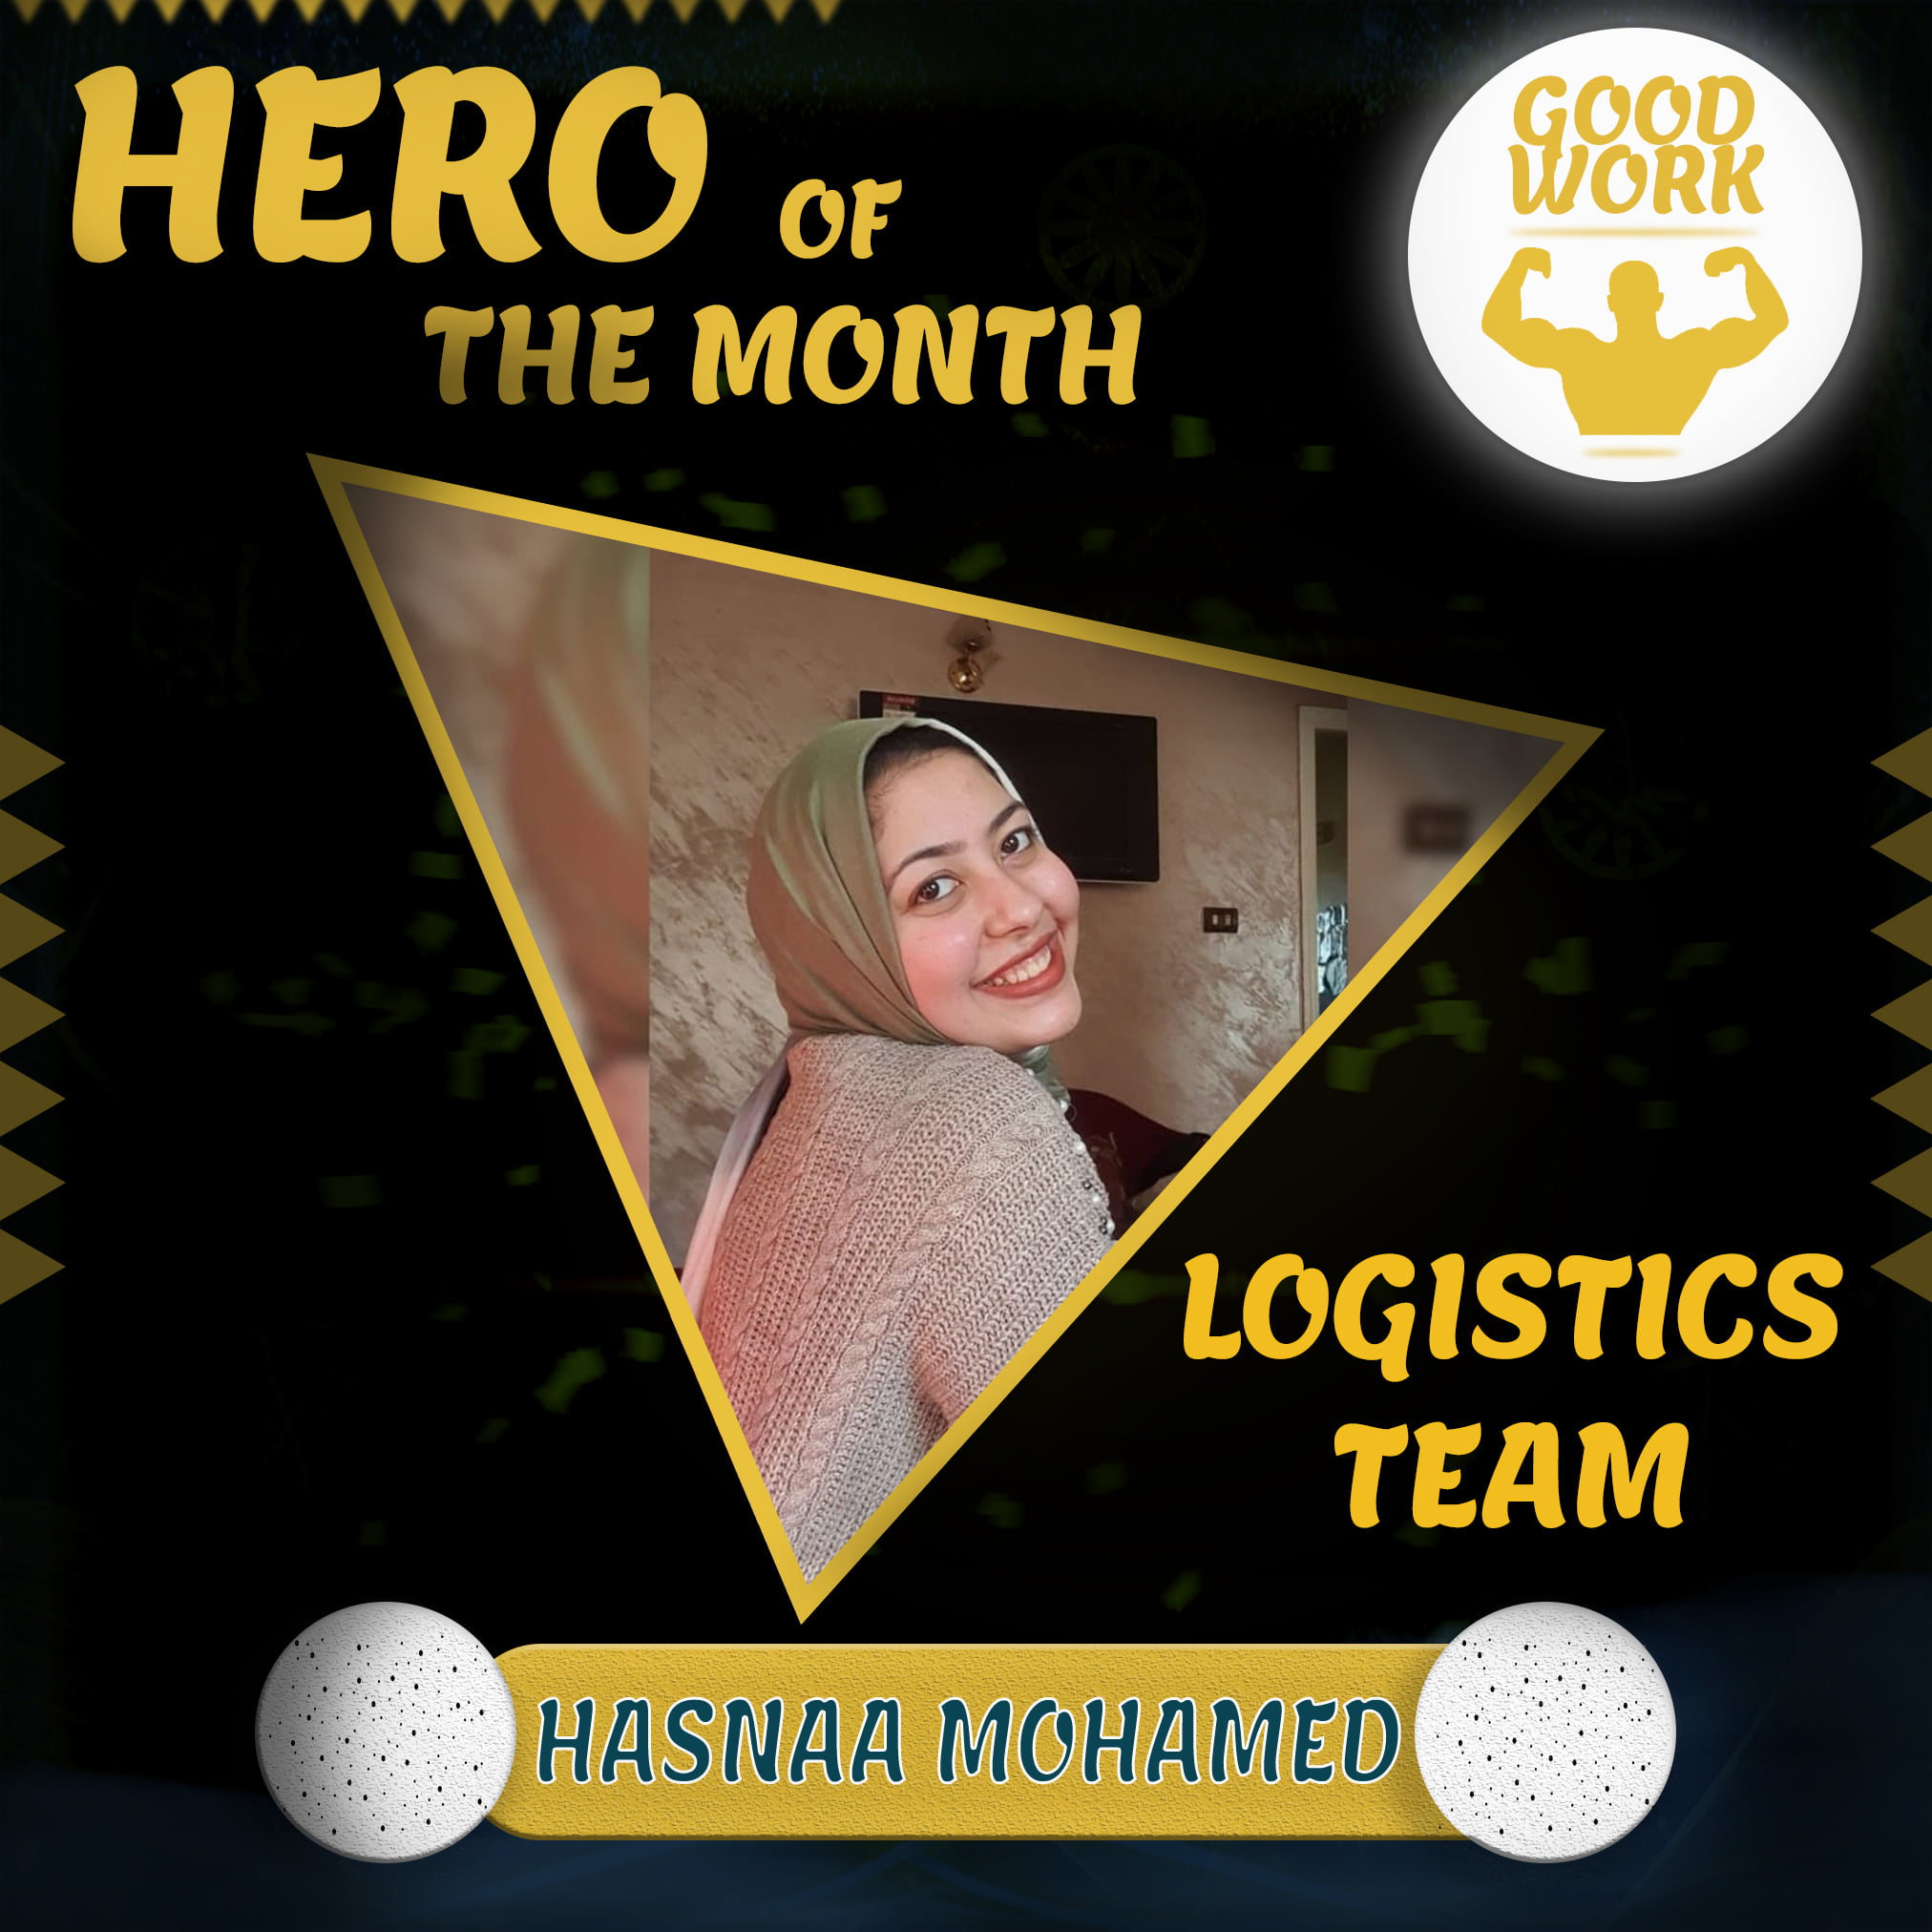 HERO OF
THE MONTH
GOOD
WORK
LOGISTICS
TEAM
HASNAA MOHAMED